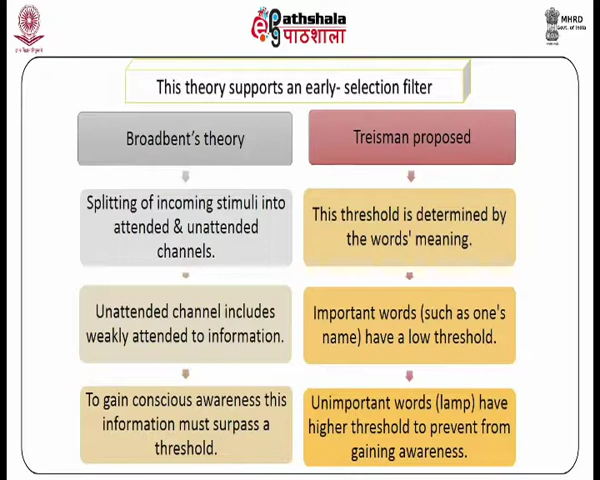 ePathshala
पाठशाला
MHRD
Govt. of India
This theory supports an early- selection filter
Broadbent's theory
Splitting of incoming stimuli into
attended & unattended
channels.
Unattended channel includes
weakly attended to information.
To gain conscious awareness this
information must surpass a
threshold.
Treisman proposed
This threshold is determined by
the words' meaning.
Important words (such as one's
name) have a low threshold.
Unimportant words (lamp) have
higher threshold to prevent from
gaining awareness.